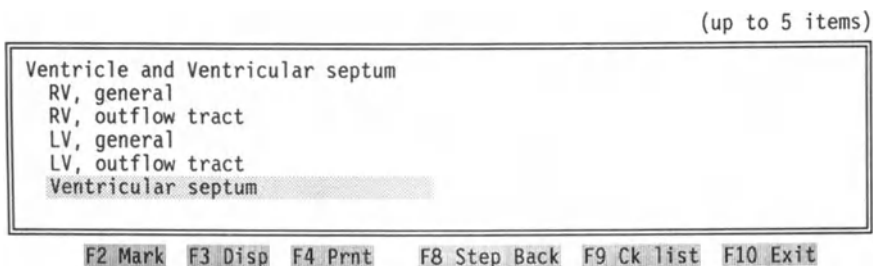 (up to 5 items)
Ventricle and Ventricular septum
RV, general
RV, outflow tract
LV, general
LV, outflow tract
Ventricular septum
F2 Mark F3 Disp F4 Prnt F8 Step Back F9 Ck list F10 Exit